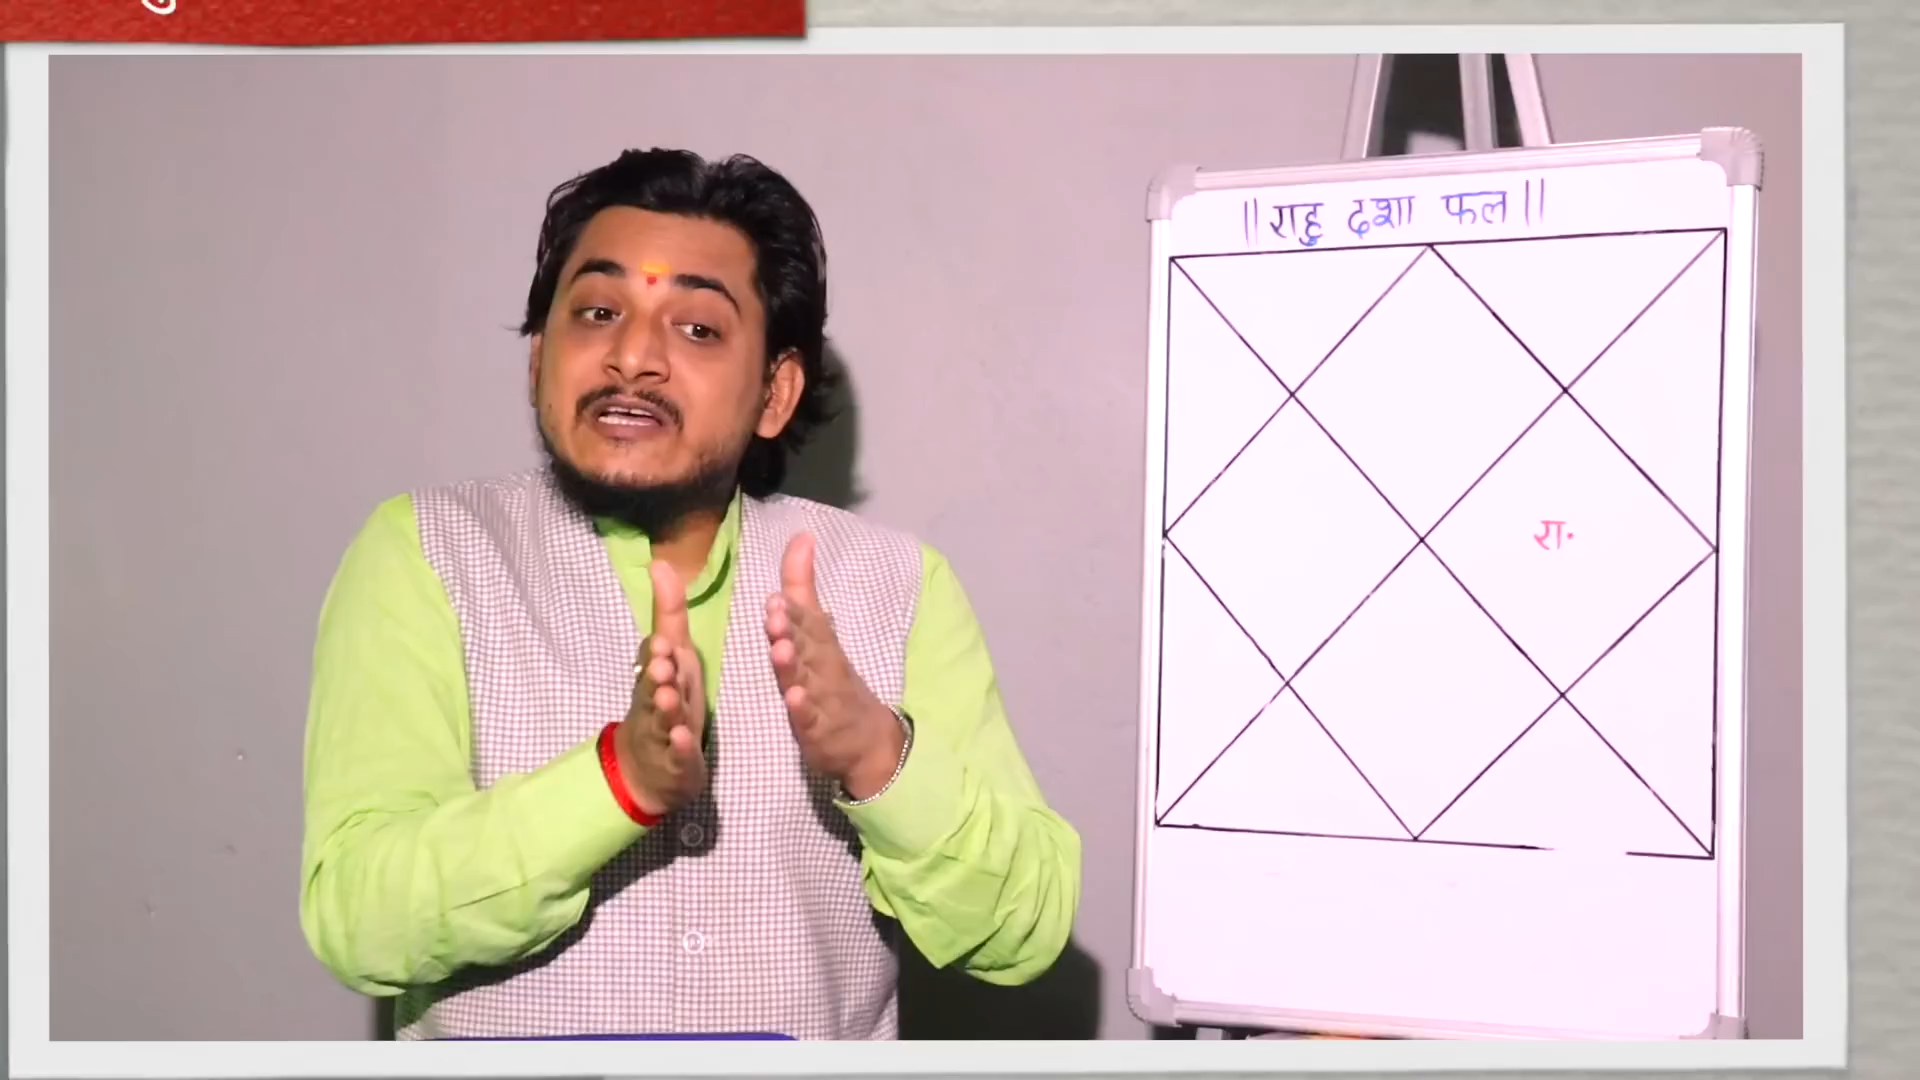 ॥ राहु दशा फल ॥
रा॰